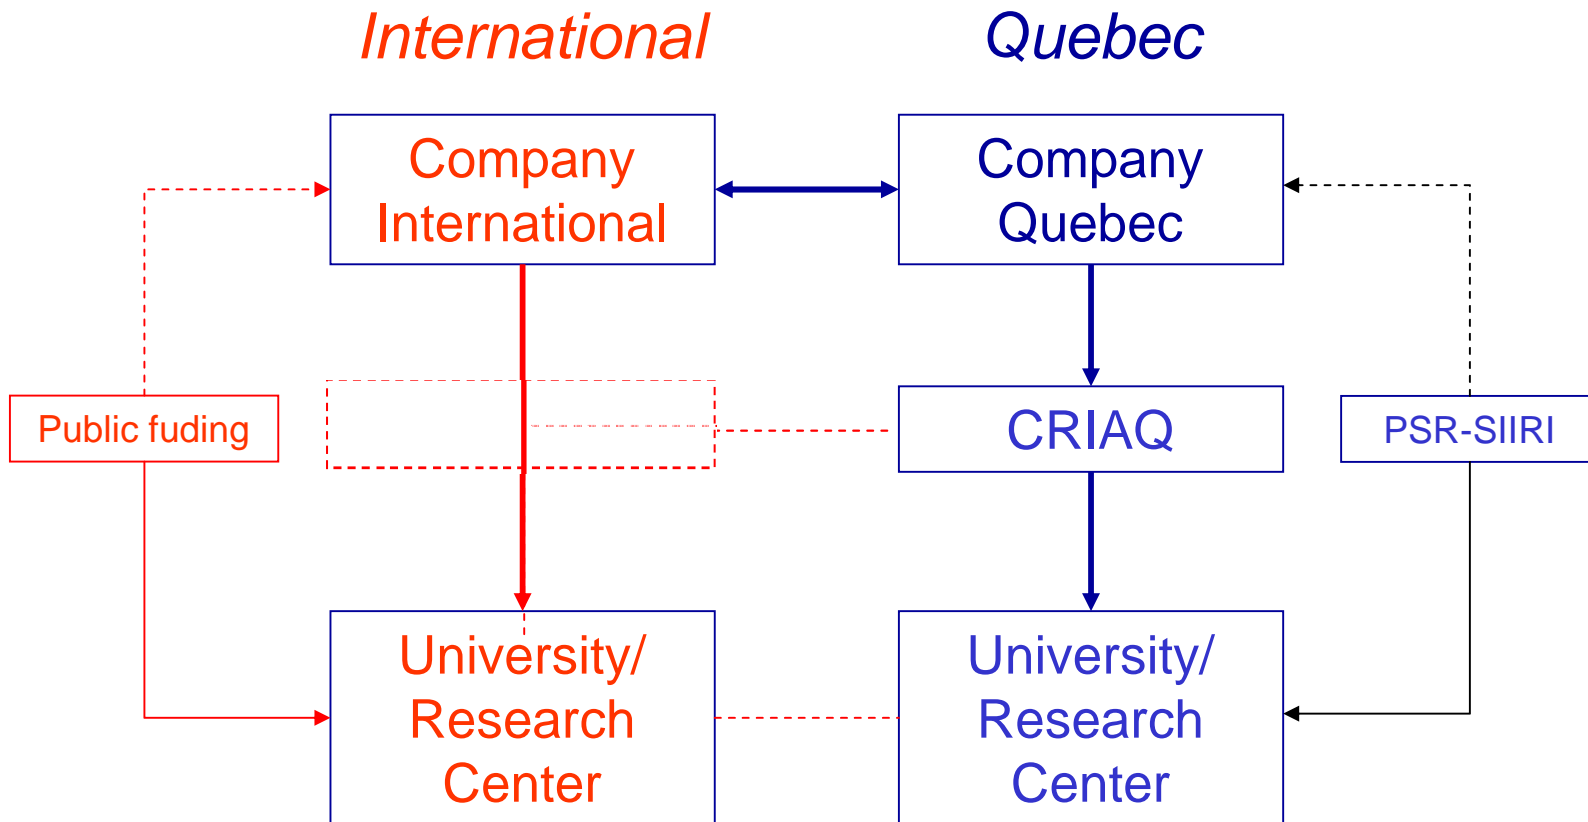 International
Quebec
Company
International
Company
Quebec
Public fuding
CRIAQ
PSR-SIIRI
University/
Research
Center
University/
Research
Center